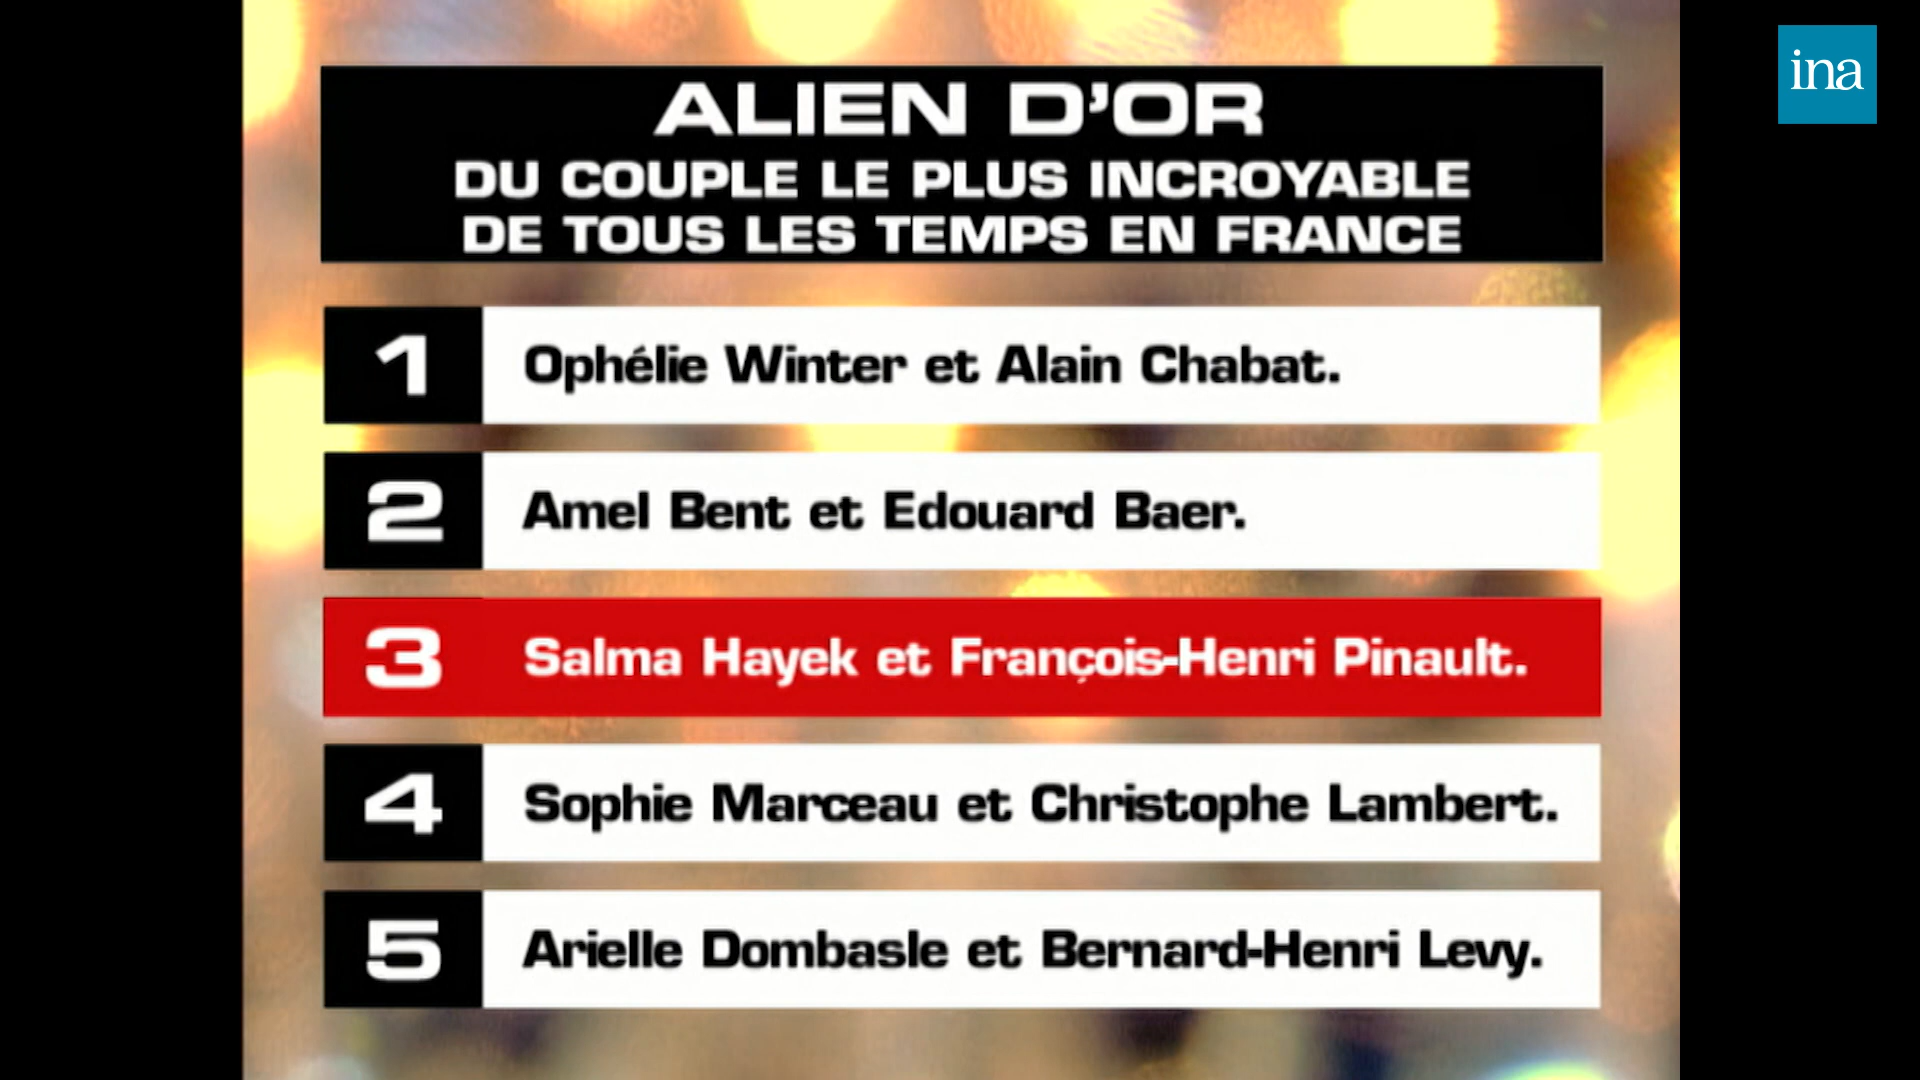 ina
ALIEN D'OR
DU COUPLE LE PLUS INCROYABLE
DE TOUS LES TEMPS EN FRANCE
1 Ophélie Winter et Alain Chabat.
2 Amel Bent et Edouard Baer.
3 Salma Hayek et François-Henri Pinault.
4 Sophie Marceau et Christophe Lambert.
5 Arielle Dombasle et Bernard-Henri Levy.